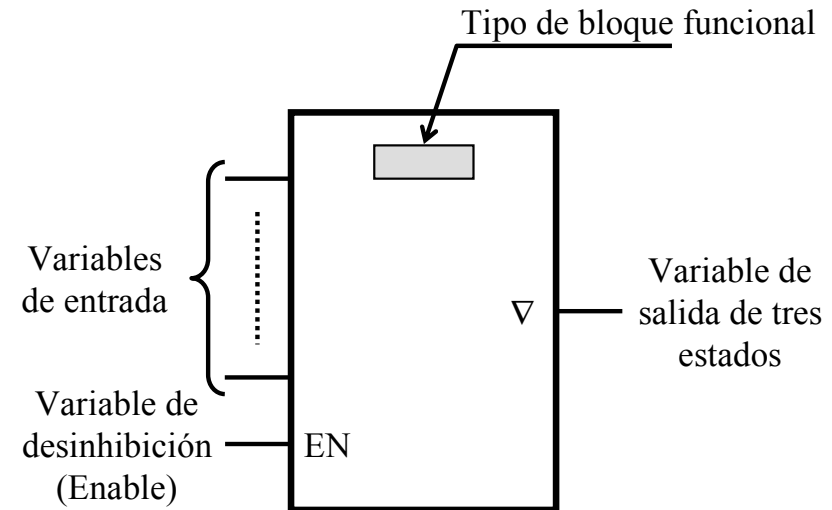 Tipo de bloque funcional
Variables
de entrada
Variable de
salida de tres
estados
∇
Variable de
desinhibición
(Enable)
EN